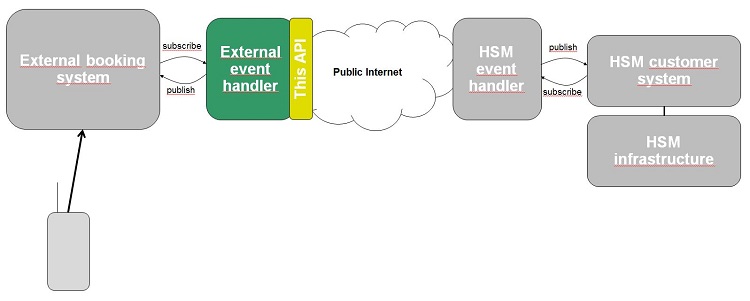 External booking
system
subscribe
publish
External
event
handler
This API
Public Internet
HSM
event
handler
publish
subscribe
HSM customer
system
HSM
infrastructure